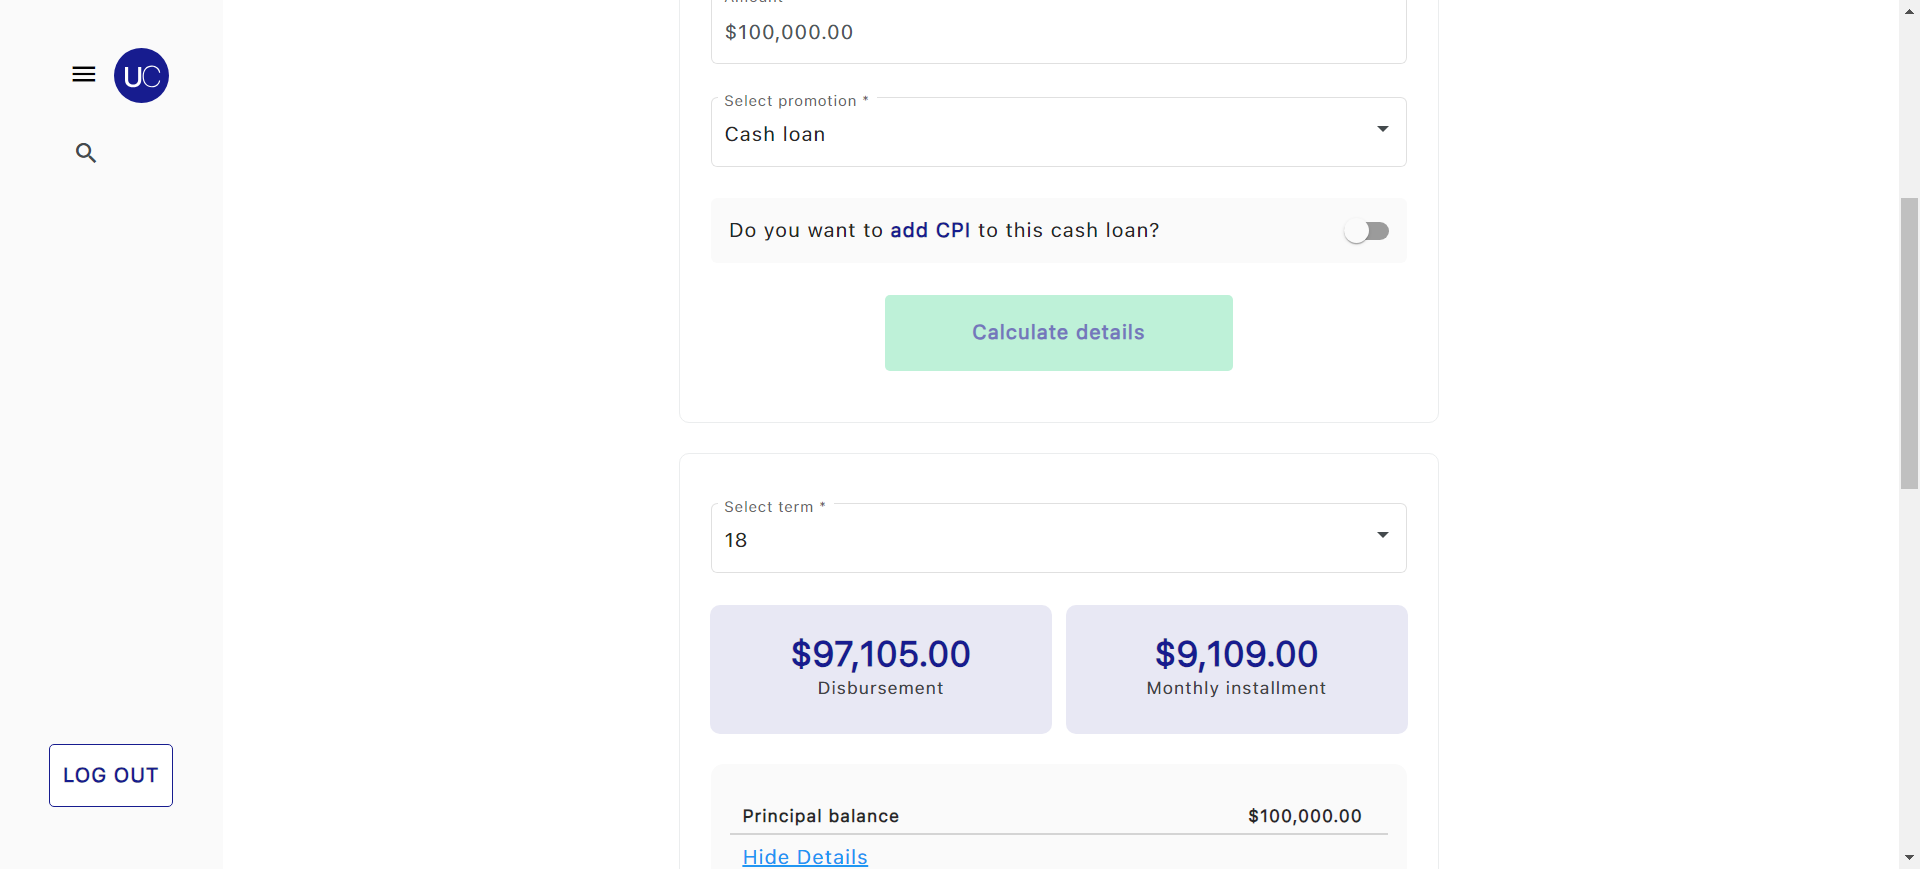 UC
LOG OUT
Amount
$100,000.00
Select promotion *
Cash loan
Do you want to add CPI to this cash loan?
Calculate details
Select term *
18
$97,105.00
Disbursement
$9,109.00
Monthly installment
Principal balance $100,000.00
Hide Details